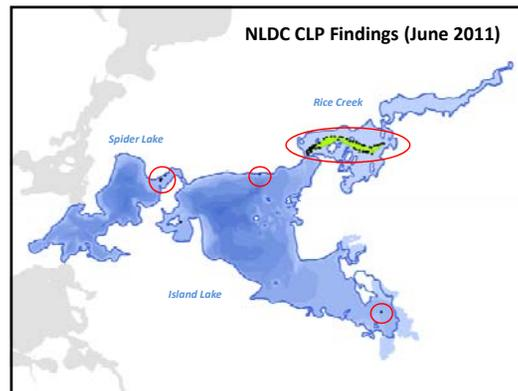 NLDC CLP Findings (June 2011)
Rice Creek
Spider Lake
Island Lake